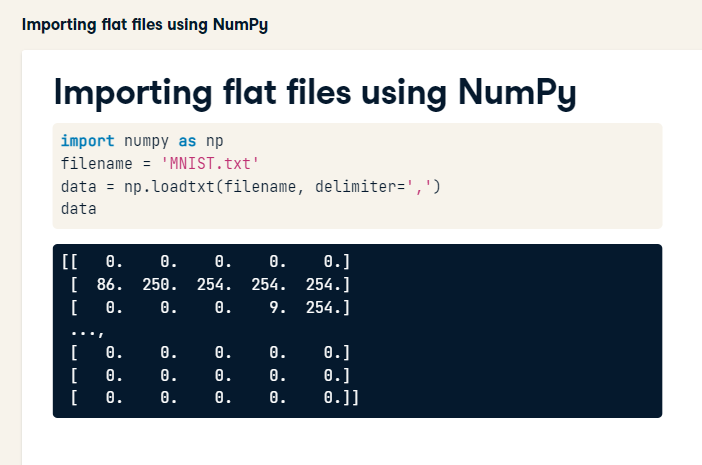 Importing flat files using NumPy
Importing flat files using NumPy
import numpy as np
filename = 'MNIST.txt'
data = np.loadtxt(filename, delimiter=',')
data
[[   0.    0.    0.    0.    0.]
 [  86.  250.  254.  254.  254.]
 [   0.    0.    0.    9.  254.]
 ...,
 [   0.    0.    0.    0.    0.]
 [   0.    0.    0.    0.    0.]
 [   0.    0.    0.    0.    0.]]